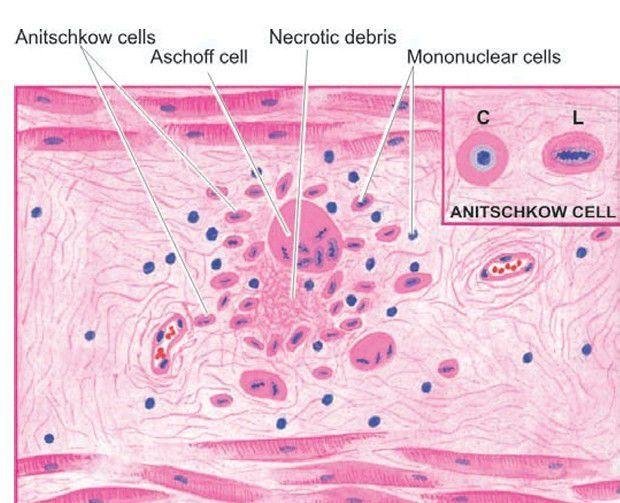 Anitschkow cells
Aschoff cell
Necrotic debris
Mononuclear cells
C
L
ANITSCHKOW CELL